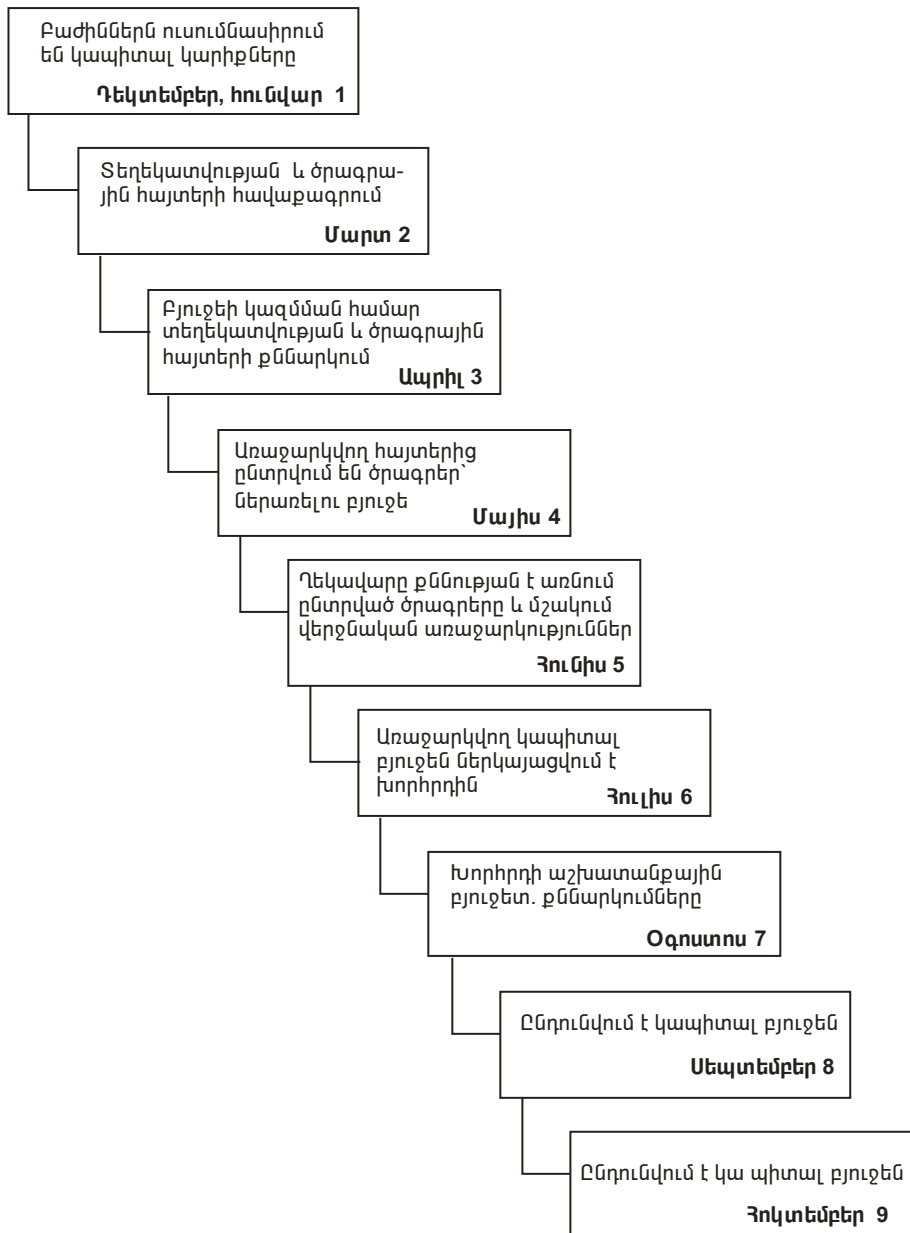 Բաժիններն ուսումնասիրում
են կապիտալ կարիքները
Դեկտեմբեր, հունվար 1
Տեղեկատվության և ծրագրա-
յին հայտերի հավաքագրում
Մարտ 2
Բյուջեի կազմման համար
տեղեկատվության և ծրագրային
հայտերի քննարկում
Ապրիլ 3
Առաջարկվող հայտերից
ընտրվում են ծրագրեր՝
ներառելու բյուջե
Մայիս 4
Ղեկավարը քննության է առնում
ընտրված ծրագրերը և մշակում
վերջնական առաջարկություններ
Հունիս 5
Առաջարկվող կապիտալ
բյուջեն ներկայացվում է
խորհրդին
Հուլիս 6
Խորհրդի աշխատանքային
բյուջետ. քննարկումները
Օգոստոս 7
Ընդունվում է կապիտալ բյուջեն
Սեպտեմբեր 8
Ընդունվում է կա պիտալ բյուջեն
Հոկտեմբեր 9